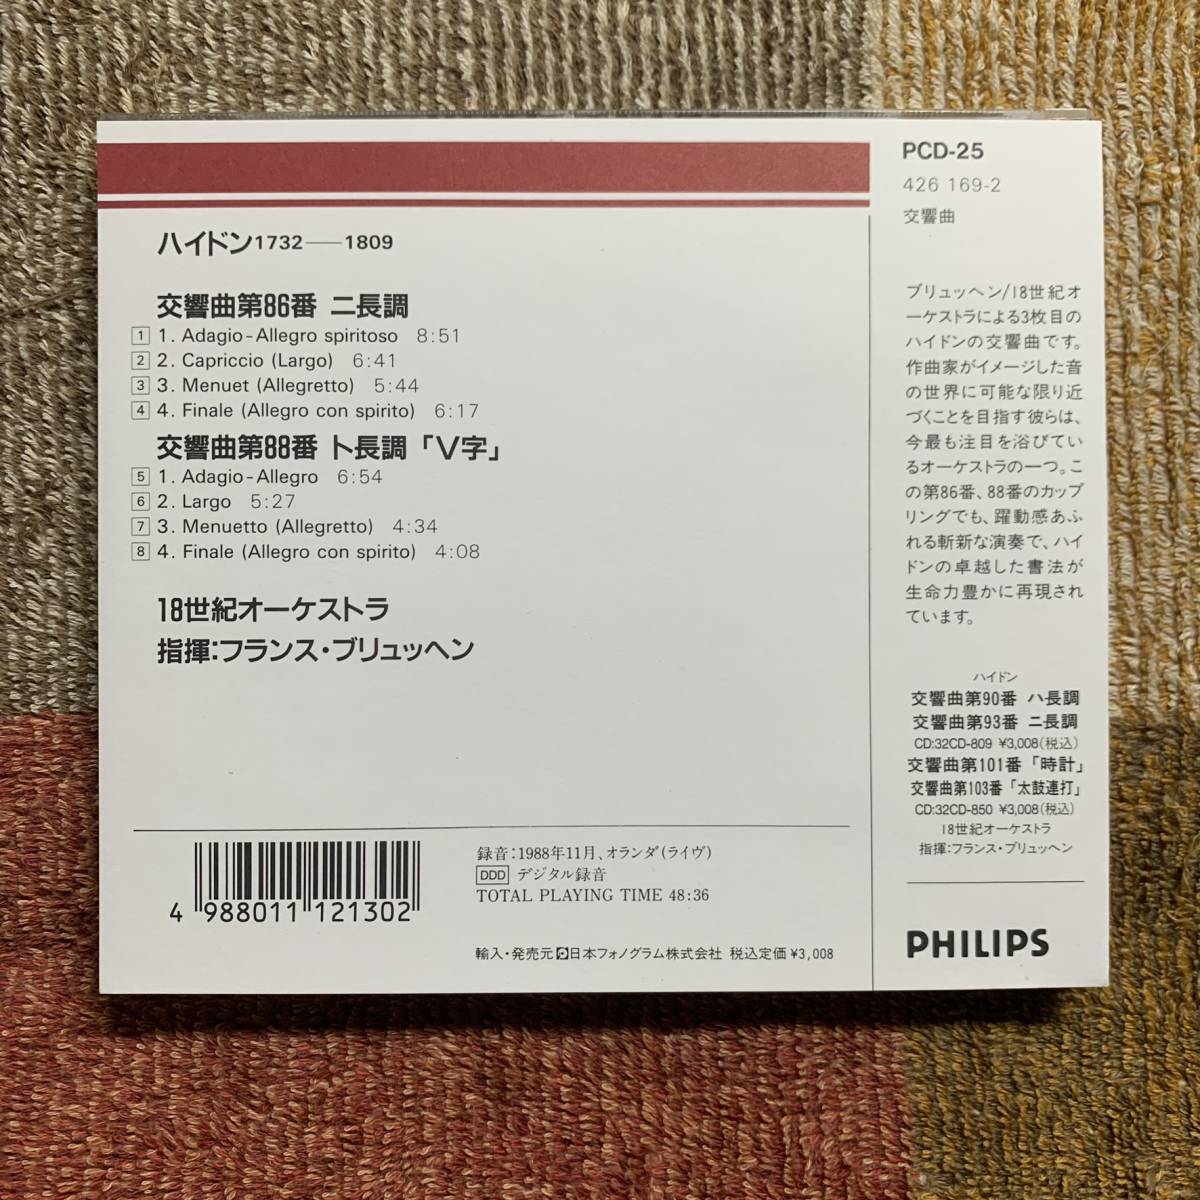 ハイドン1732――1809
交響曲第86番 ニ長調
1 1. Adagio-Allegro spiritoso 8:51
2 2. Capriccio (Largo) 6:41
3 3. Menuet (Allegretto) 5:44
4 4. Finale (Allegro con spirito) 6:17
交響曲第88番 ト長調「V字」
5 1. Adagio-Allegro 6:54
6 2. Largo 5:27
7 3. Menuetto (Allegretto) 4:34
8 4. Finale (Allegro con spirito) 4:08
18世紀オーケストラ
指揮:フランス・ブリュッヘン
4 988011 121302
録音:1988年11月、オランダ(ライヴ)
DDD デジタル録音
TOTAL PLAYING TIME 48:36
輸入・発売元 日本フォノグラム株式会社 税込定価¥3,008
PCD-25
426 169-2
交響曲
ブリュッヘン/18世紀オ
ーケストラによる3枚目の
ハイドンの交響曲です。
作曲家がイメージした音
の世界に可能な限り近
づくことを目指す彼らは、
今最も注目を浴びてい
るオーケストラの一つ。こ
の第86番、88番のカップ
リングでも、躍動感あふ
れる斬新な演奏で、ハイ
ドンの卓越した書法が
生命力豊かに再現され
ています。
ハイドン
交響曲第90番 ハ長調
交響曲第93番 ニ長調
CD:32CD-809 ¥3,008(税込)
交響曲第101番「時計」
交響曲第103番「太鼓連打」
CD:32CD-850 ¥3,008(税込)
18世紀オーケストラ
指揮:フランス・ブリュッヘン
PHILIPS